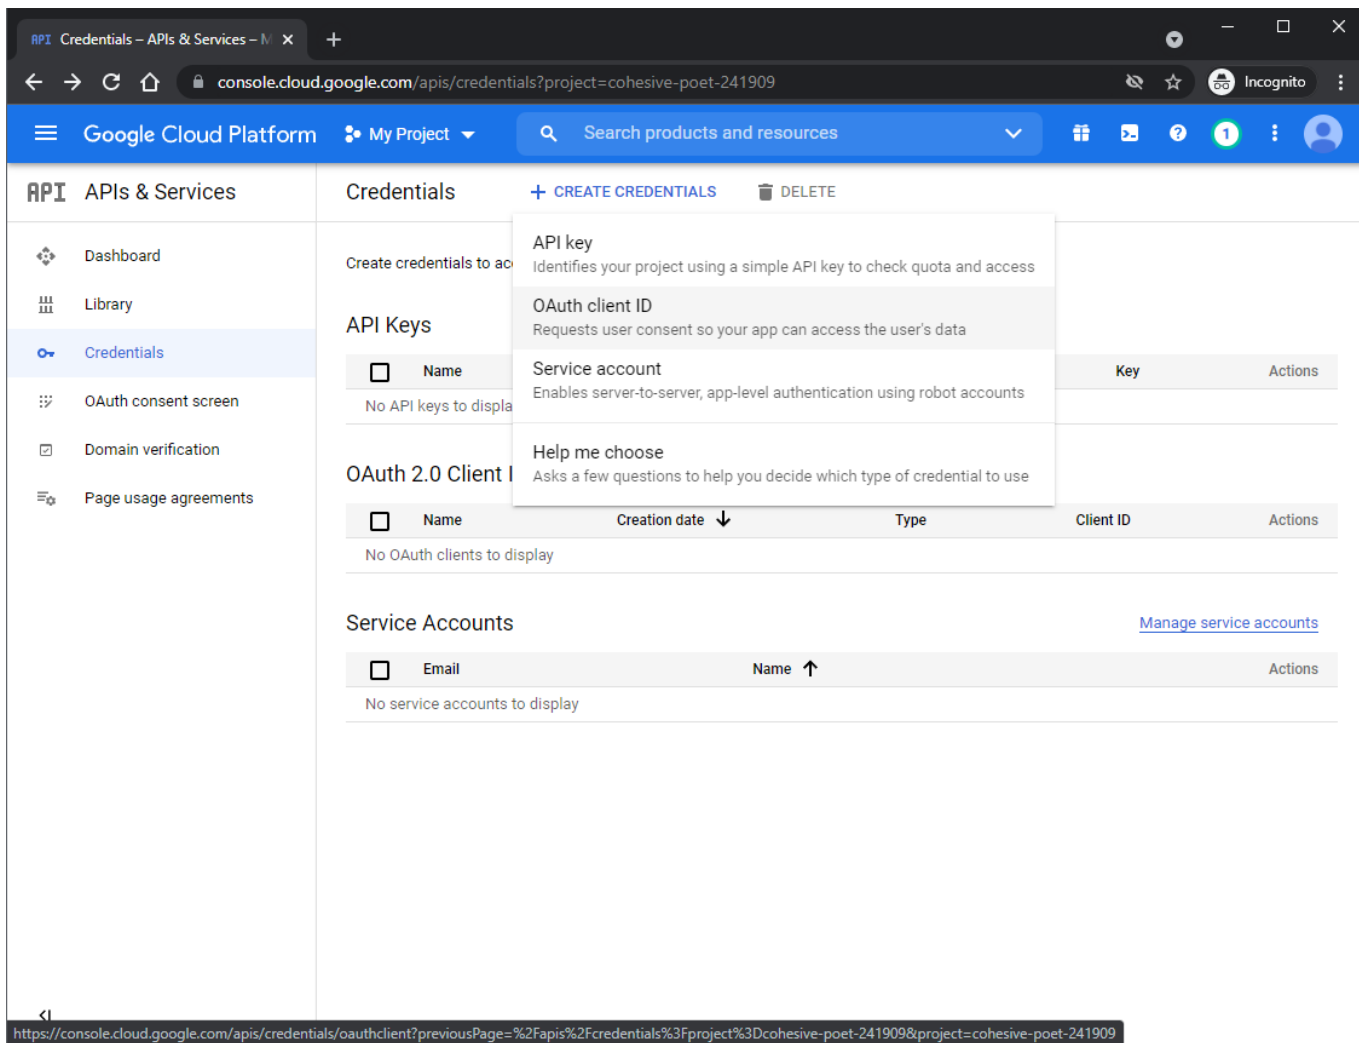 API Credentials – APIs & Services – M
console.cloud.google.com/apis/credentials?project=cohesive-poet-241909
Incognito
Google Cloud Platform
My Project
Search products and resources
1
API APIs & Services
Credentials
CREATE CREDENTIALS
DELETE
Dashboard
Library
Credentials
OAuth consent screen
Domain verification
Page usage agreements
Create credentials to ac
API key
Identifies your project using a simple API key to check quota and access
OAuth client ID
Requests user consent so your app can access the user's data
Service account
Enables server-to-server, app-level authentication using robot accounts
Help me choose
Asks a few questions to help you decide which type of credential to use
API Keys
Name Key Actions
No API keys to displa
OAuth 2.0 Client I
Name Creation date Type Client ID Actions
No OAuth clients to display
Service Accounts
Manage service accounts
Email Name Actions
No service accounts to display
https://console.cloud.google.com/apis/credentials/oauthclient?previousPage=%2Fapis%2Fcredentials%3Fproject%3Dcohesive-poet-241909&project=cohesive-poet-241909